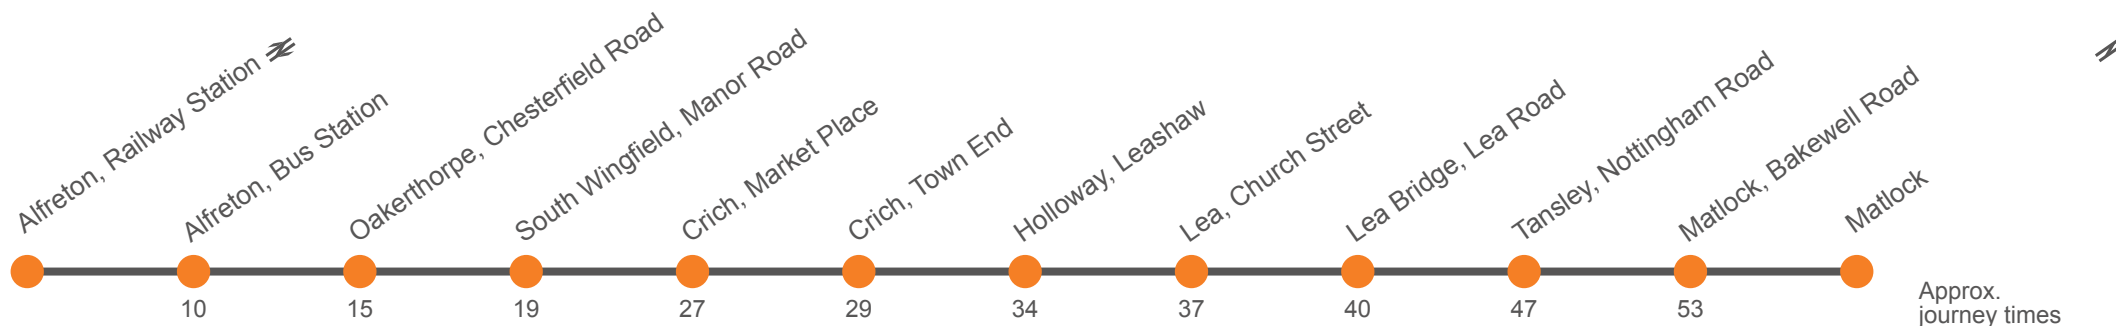 Alfreton, Railway Station
Alfreton, Bus Station
Oakerthorpe, Chesterfield Road
South Wingfield, Manor Road
Crich, Market Place
Crich, Town End
Holloway, Leashaw
Lea, Church Street
Lea Bridge, Lea Road
Tansley, Nottingham Road
Matlock, Bakewell Road
Matlock
10
15
19
27
29
34
37
40
47
53
Approx.
journey times